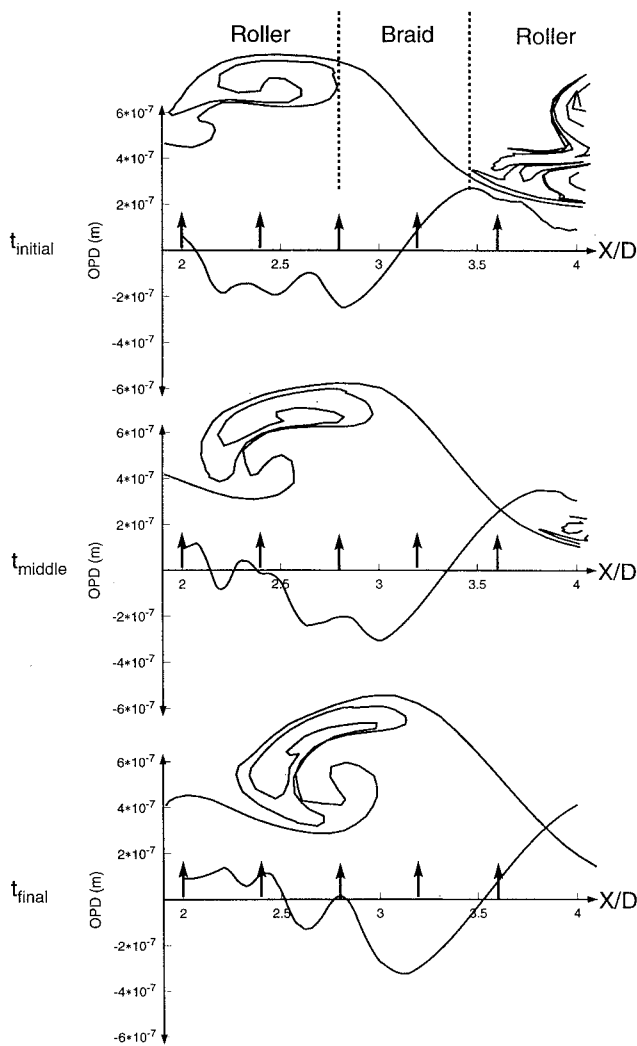 Roller Braid Roller
6*10⁻⁷
4*10⁻⁷
2*10⁻⁷
t_initial
OPD (m)
2 2.5 3 3.5 4 X/D
-2*10⁻⁷
-4*10⁻⁷
-6*10⁻⁷
6*10⁻⁷
4*10⁻⁷
2*10⁻⁷
t_middle
OPD (m)
2 2.5 3 3.5 4 X/D
-2*10⁻⁷
-4*10⁻⁷
-6*10⁻⁷
6*10⁻⁷
4*10⁻⁷
2*10⁻⁷
t_final
OPD (m)
2 2.5 3 3.5 4 X/D
-2*10⁻⁷
-4*10⁻⁷
-6*10⁻⁷